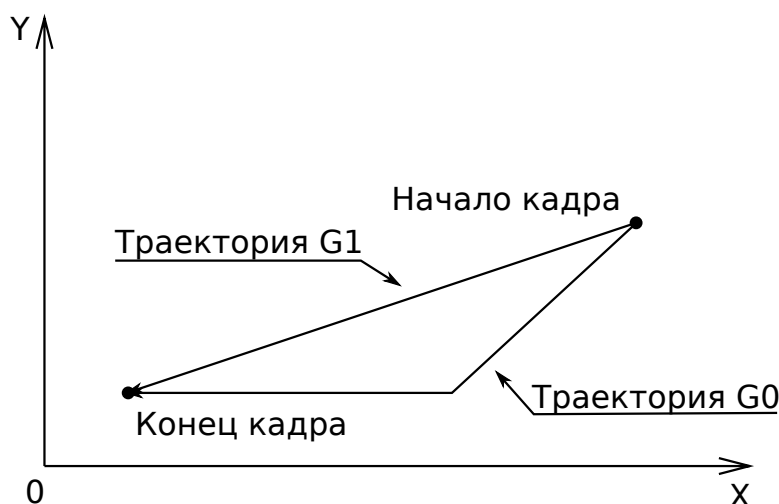 Y
Начало кадра
Траектория G1
Траектория G0
Конец кадра
0
X